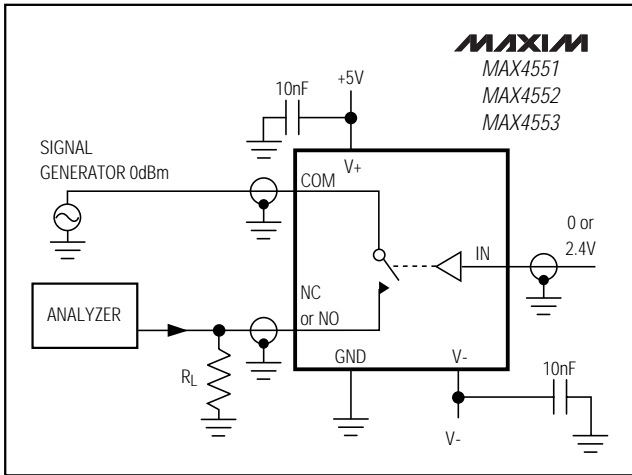 MAXIM
MAX4551
MAX4552
MAX4553
+5V
10nF
V+
SIGNAL
GENERATOR 0dBm
COM
IN
0 or
2.4V
NC
or NO
ANALYZER
RL
GND
V-
10nF
V-